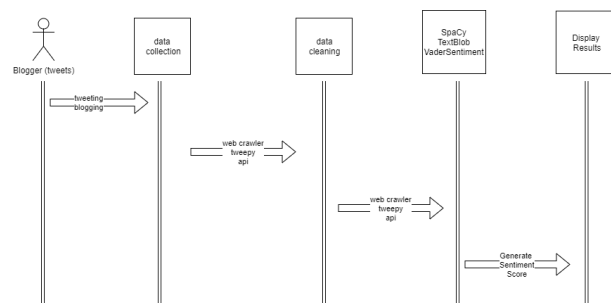 Blogger (tweets)
data
collection
data
cleaning
SpaCy
TextBlob
VaderSentiment
Display
Results
tweeting
blogging
web crawler
tweepy
api
web crawler
tweepy
api
Generate
Sentiment
Score